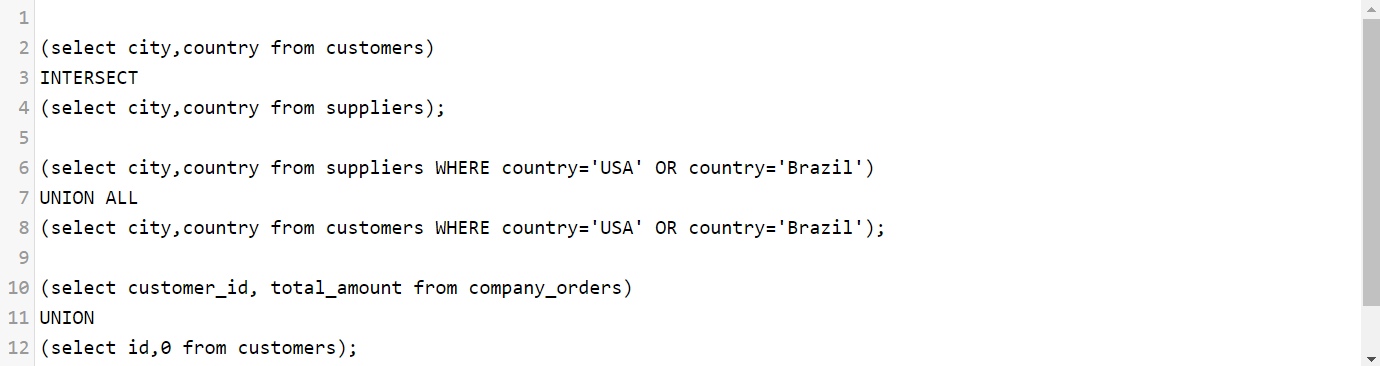 1
2 (select city,country from customers)
3 INTERSECT
4 (select city,country from suppliers);
5
6 (select city,country from suppliers WHERE country='USA' OR country='Brazil')
7 UNION ALL
8 (select city,country from customers WHERE country='USA' OR country='Brazil');
9
10 (select customer_id, total_amount from company_orders)
11 UNION
12 (select id,0 from customers);